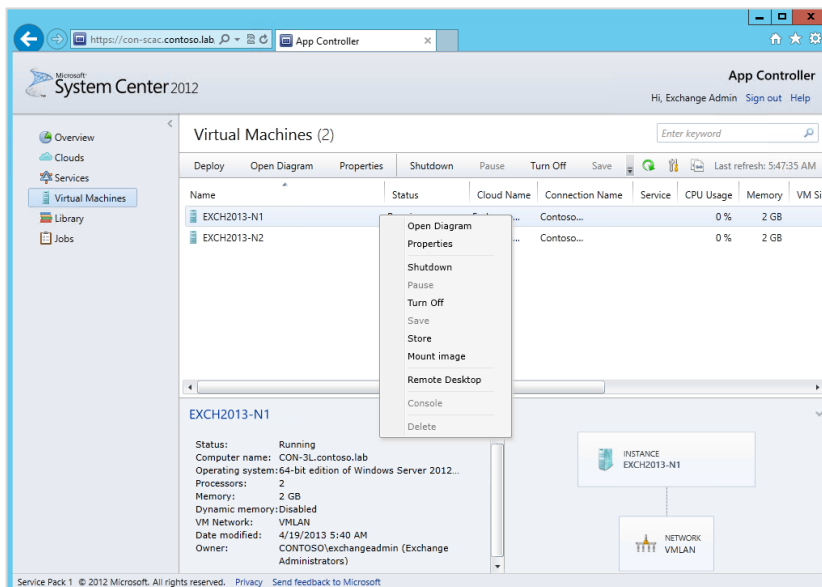 https://con-scac.contoso.lab
App Controller
Microsoft
System Center 2012
App Controller
Hi, Exchange Admin Sign out Help
Overview
Clouds
Services
Virtual Machines
Library
Jobs
Virtual Machines (2)
Enter keyword
Deploy Open Diagram Properties Shutdown Pause Turn Off Save Last refresh: 5:47:35 AM
Name Status Cloud Name Connection Name Service CPU Usage Memory VM Si
EXCH2013-N1 ... Contoso... 0 % 2 GB
EXCH2013-N2 ... Contoso... 0 % 2 GB
Open Diagram
Properties
Shutdown
Pause
Turn Off
Save
Store
Mount image
Remote Desktop
Console
Delete
EXCH2013-N1
Status: Running
Computer name: CON-3L.contoso.lab
Operating system: 64-bit edition of Windows Server 2012...
Processors: 2
Memory: 2 GB
Dynamic memory: Disabled
VM Network: VMLAN
Date modified: 4/19/2013 5:40 AM
Owner: CONTOSO\exchangeadmin (Exchange
Administrators)
INSTANCE
EXCH2013-N1
NETWORK
VMLAN
Service Pack 1 © 2012 Microsoft. All rights reserved. Privacy Send feedback to Microsoft